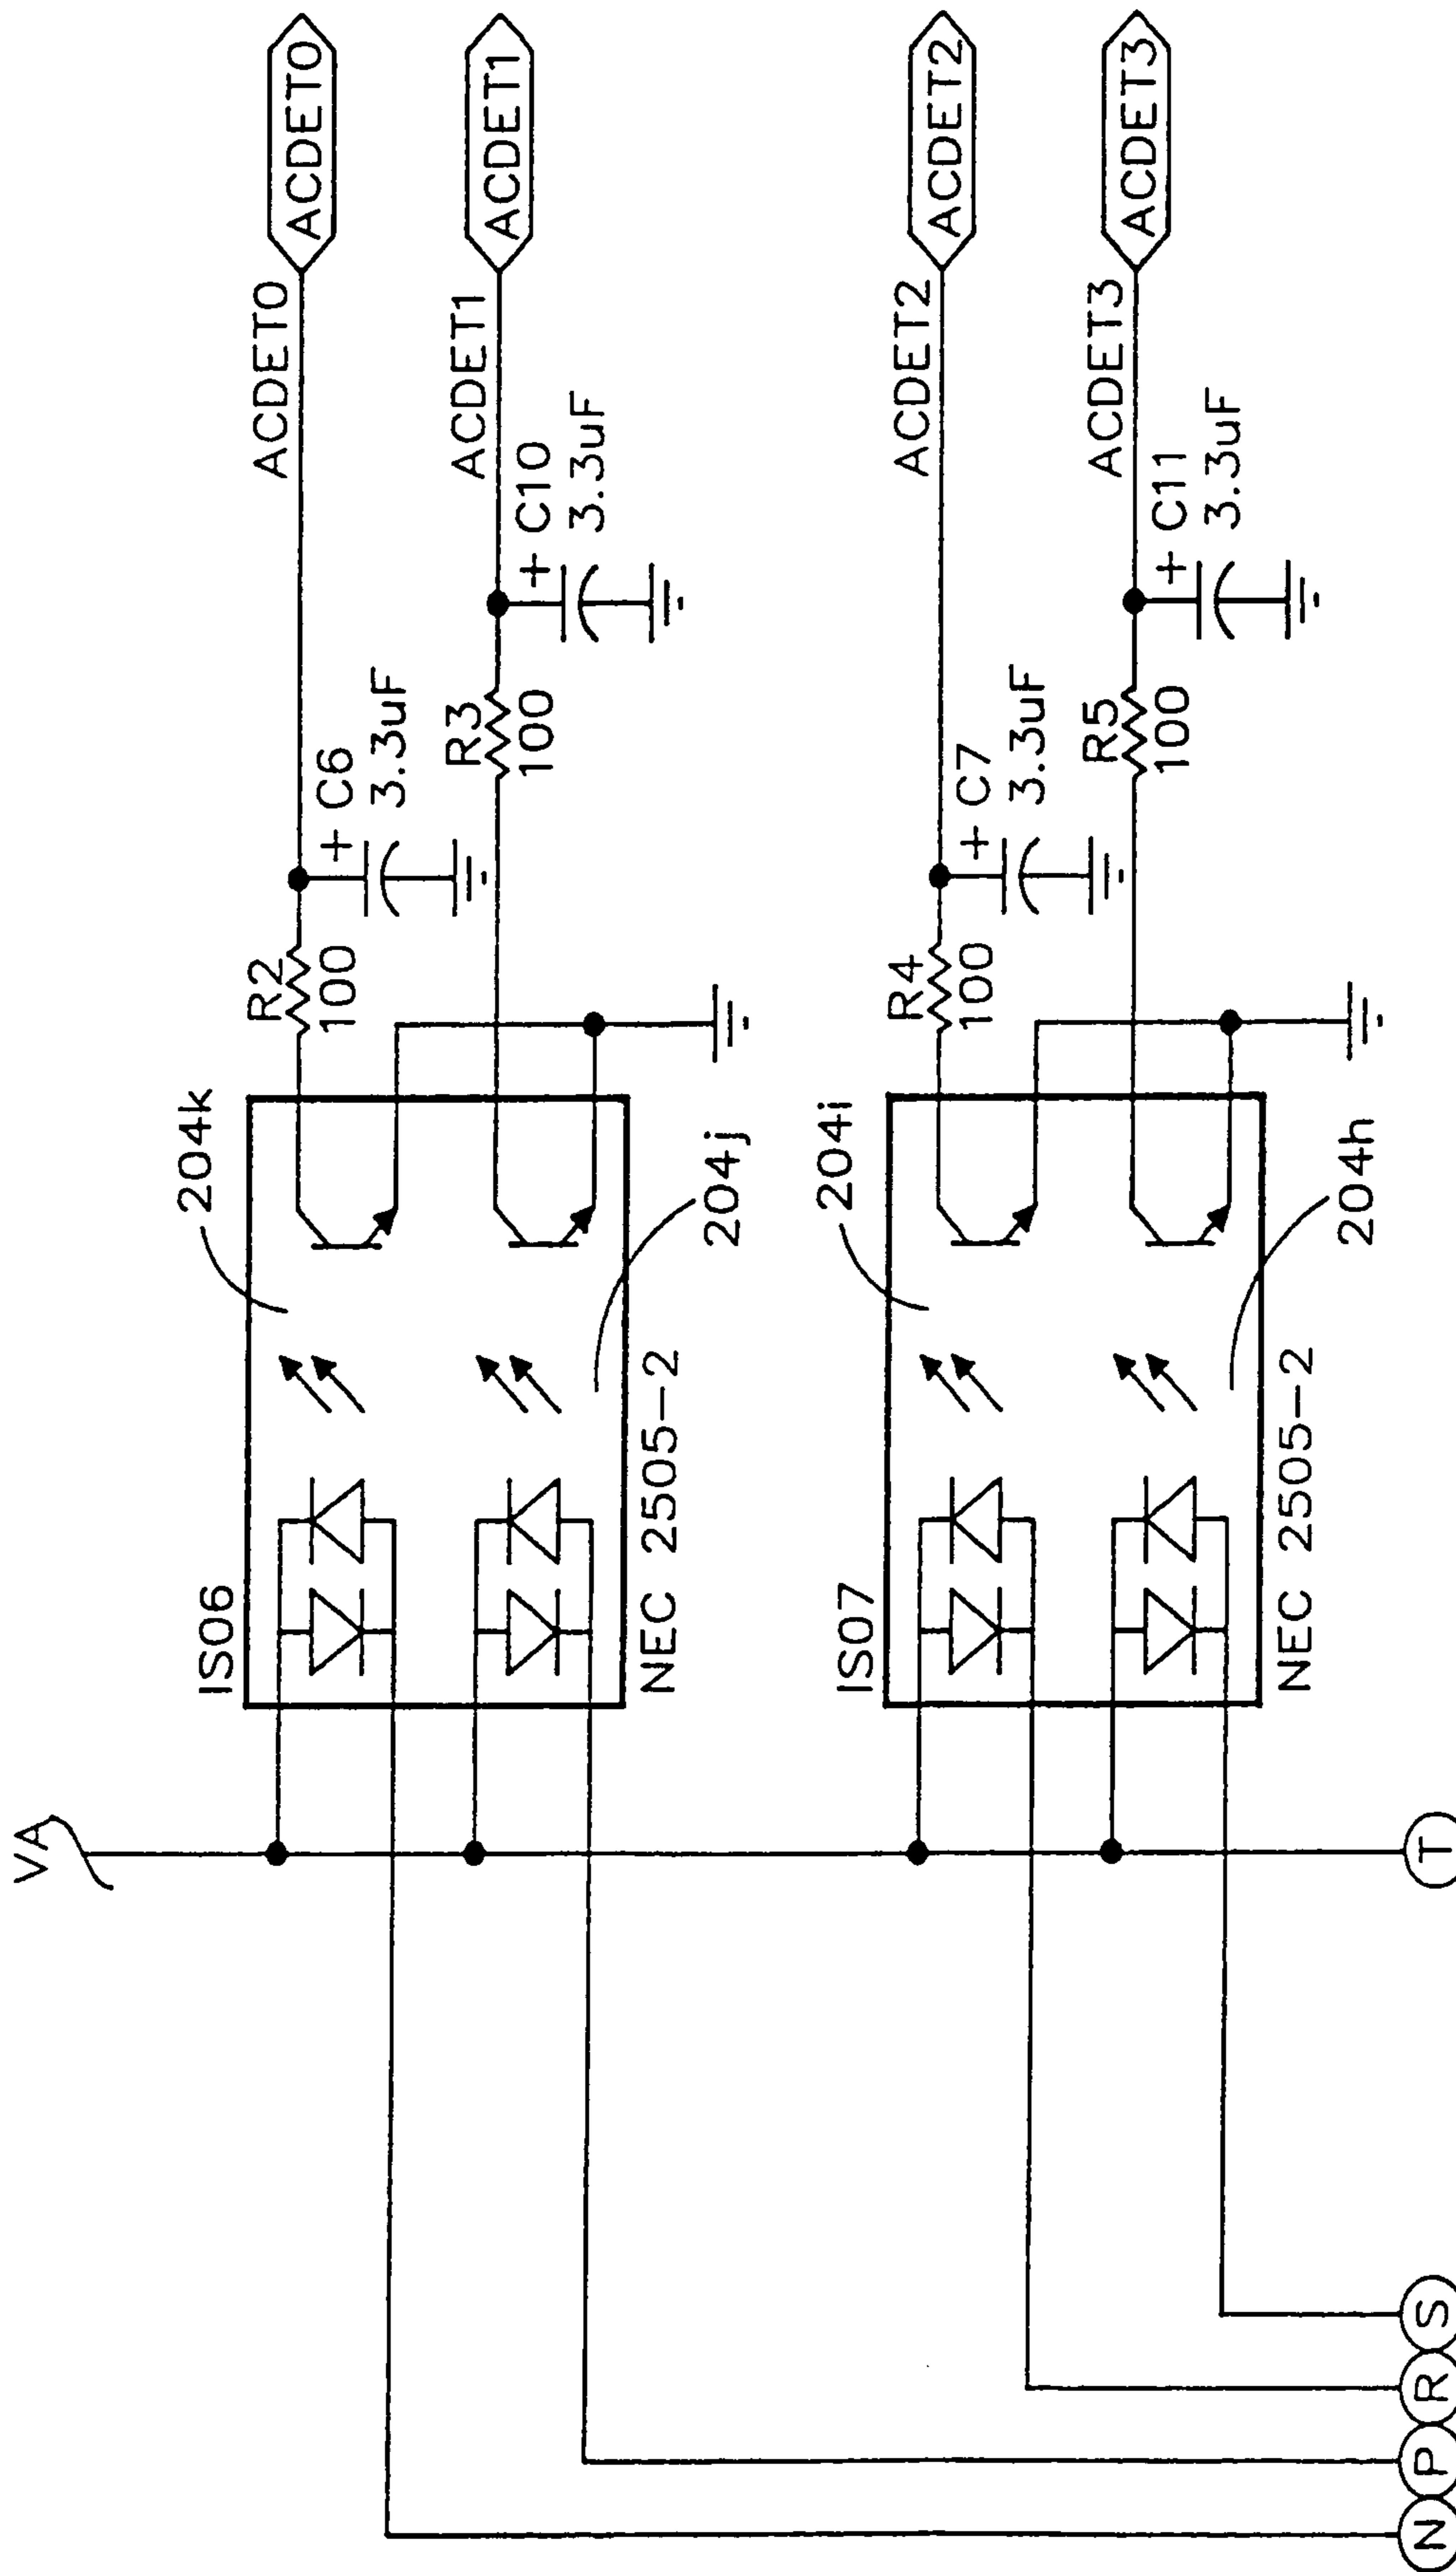 VA
ISO6
204k
R2
100
+ C6
3.3uF
ACDET0
ACDET0
R3
100
+ C10
3.3uF
ACDET1
ACDET1
204j
NEC 2505-2
ISO7
204i
R4
100
+ C7
3.3uF
ACDET2
ACDET2
R5
100
+ C11
3.3uF
ACDET3
ACDET3
204h
NEC 2505-2
N
P
R
S
T